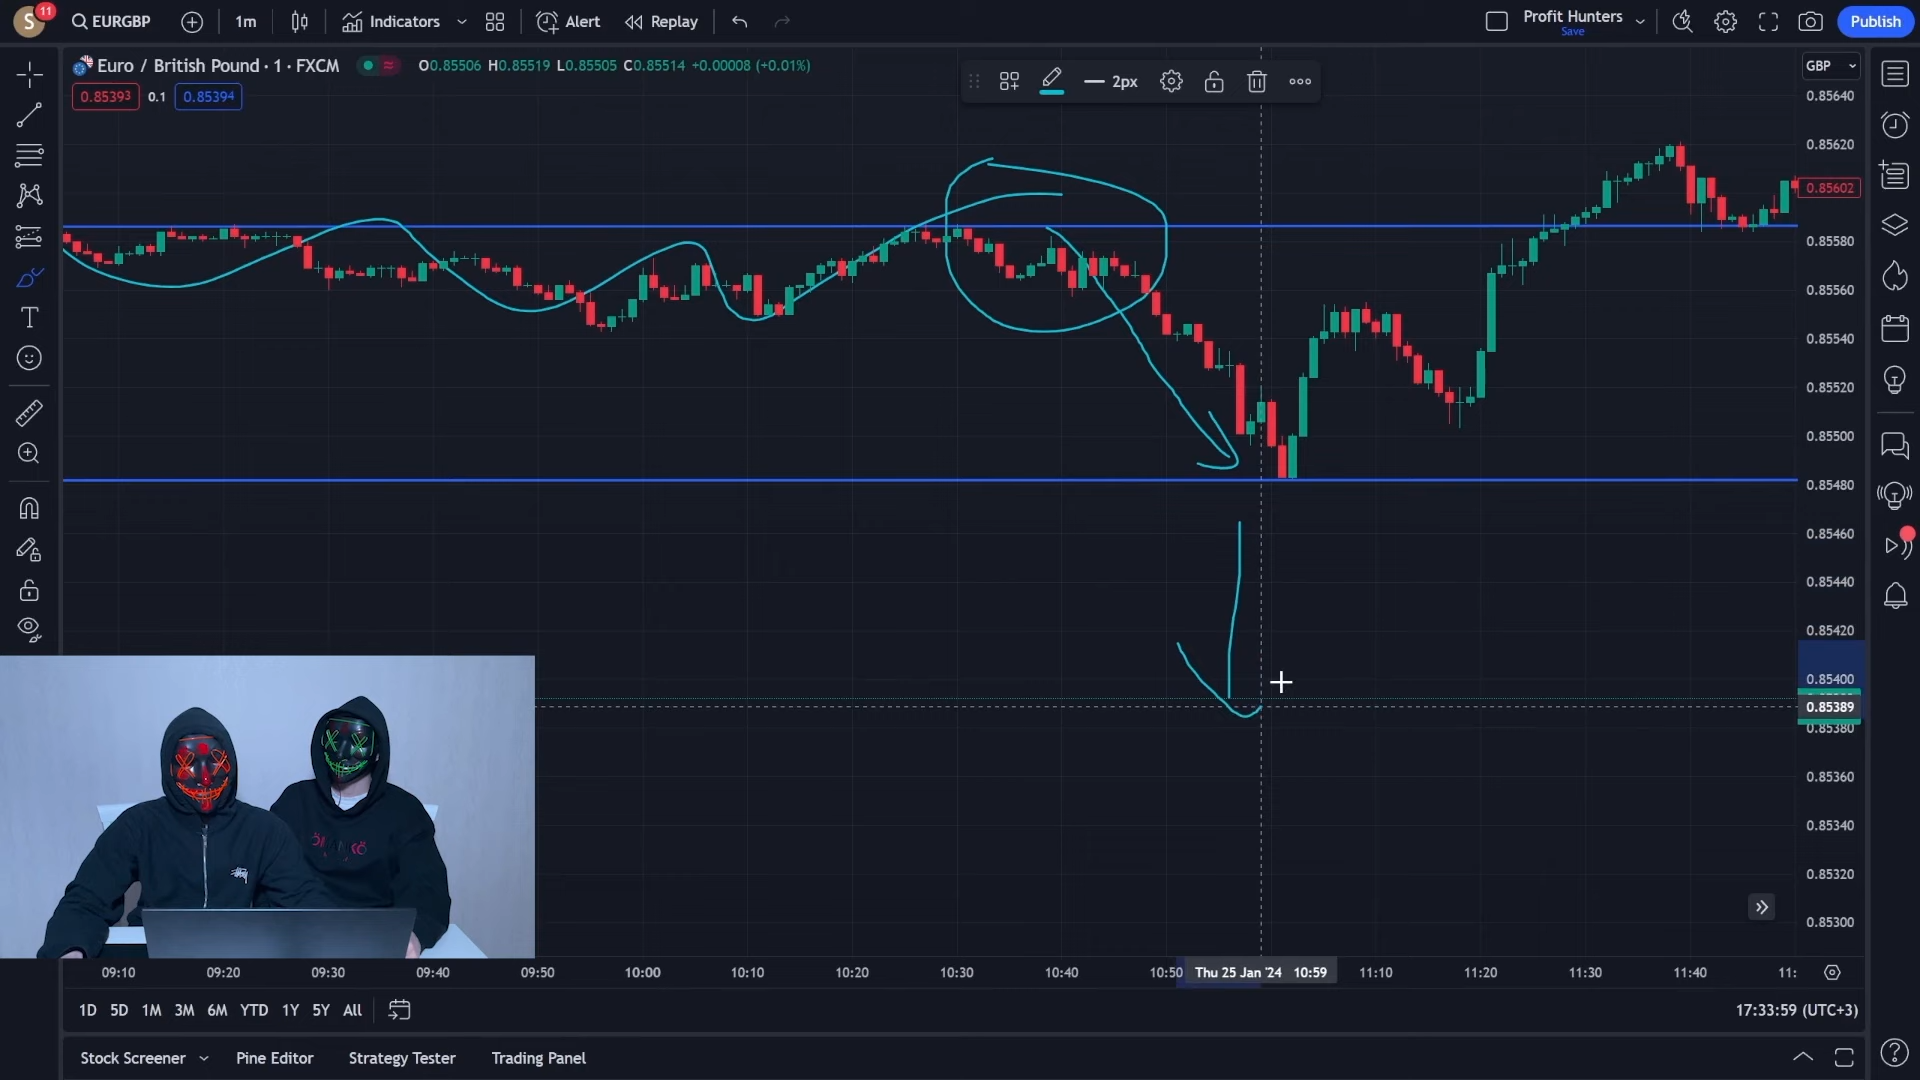 S
11
EURGBP
1m
Indicators
Alert
Replay
Profit Hunters
Save
Publish
Euro / British Pound · 1 · FXCM
O0.85506 H0.85519 L0.85505 C0.85514 +0.00008 (+0.01%)
0.85393 0.1 0.85394
2px
GBP
0.85640
0.85620
0.85602
0.85580
0.85560
0.85540
0.85520
0.85500
0.85480
0.85460
0.85440
0.85420
0.85400
0.85389
0.85380
0.85360
0.85340
0.85320
0.85300
09:10 09:20 09:30 09:40 09:50 10:00 10:10 10:20 10:30 10:40 10:50 Thu 25 Jan '24 10:59 11:10 11:20 11:30 11:40 11:
1D 5D 1M 3M 6M YTD 1Y 5Y All
17:33:59 (UTC+3)
Stock Screener Pine Editor Strategy Tester Trading Panel